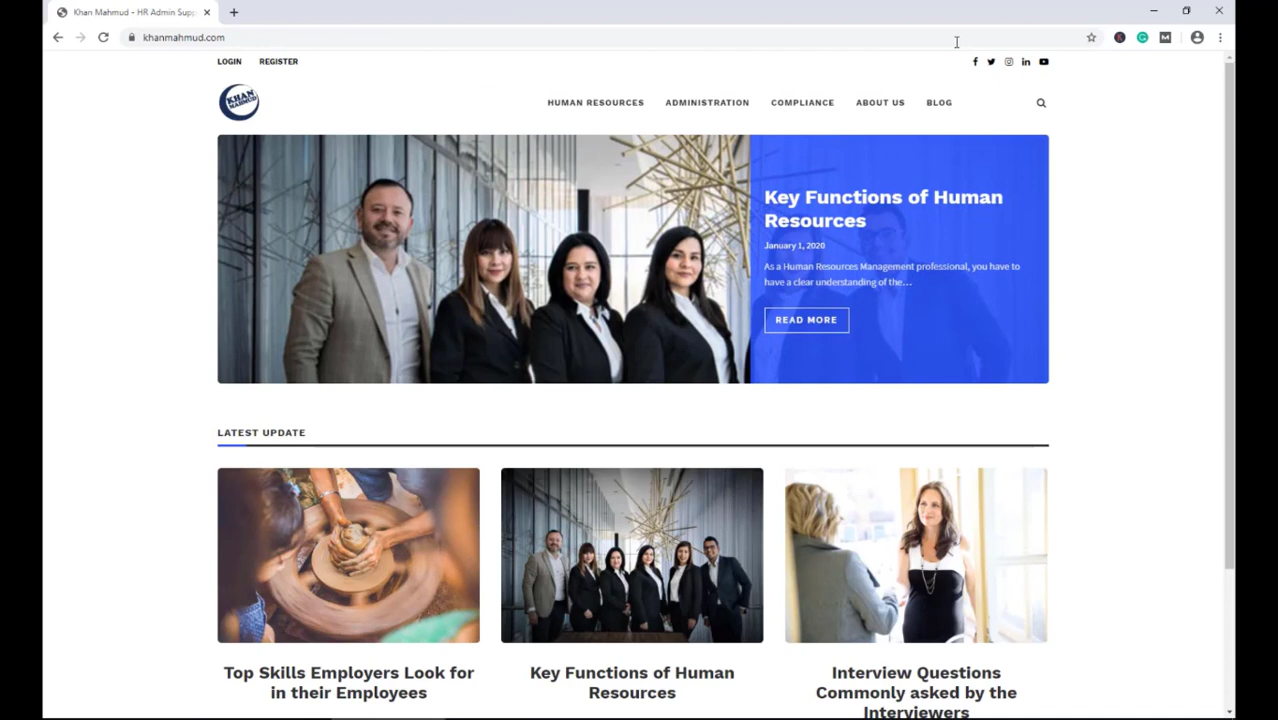 Khan Mahmud - HR Admin Supp
khanmahmud.com
LOGIN REGISTER
KHAN
MAHMUD
HUMAN RESOURCES ADMINISTRATION COMPLIANCE ABOUT US BLOG
Key Functions of Human
Resources
January 1, 2020
As a Human Resources Management professional, you have to
have a clear understanding of the...
READ MORE
LATEST UPDATE
Top Skills Employers Look for
in their Employees
Key Functions of Human
Resources
Interview Questions
Commonly asked by the
Interviewers